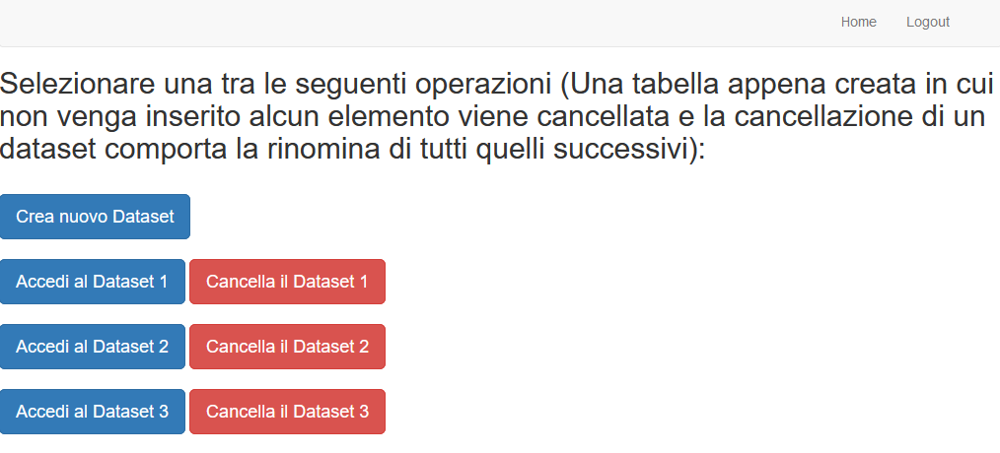 Home Logout
Selezionare una tra le seguenti operazioni (Una tabella appena creata in cui
non venga inserito alcun elemento viene cancellata e la cancellazione di un
dataset comporta la rinomina di tutti quelli successivi):
Crea nuovo Dataset
Accedi al Dataset 1 Cancella il Dataset 1
Accedi al Dataset 2 Cancella il Dataset 2
Accedi al Dataset 3 Cancella il Dataset 3